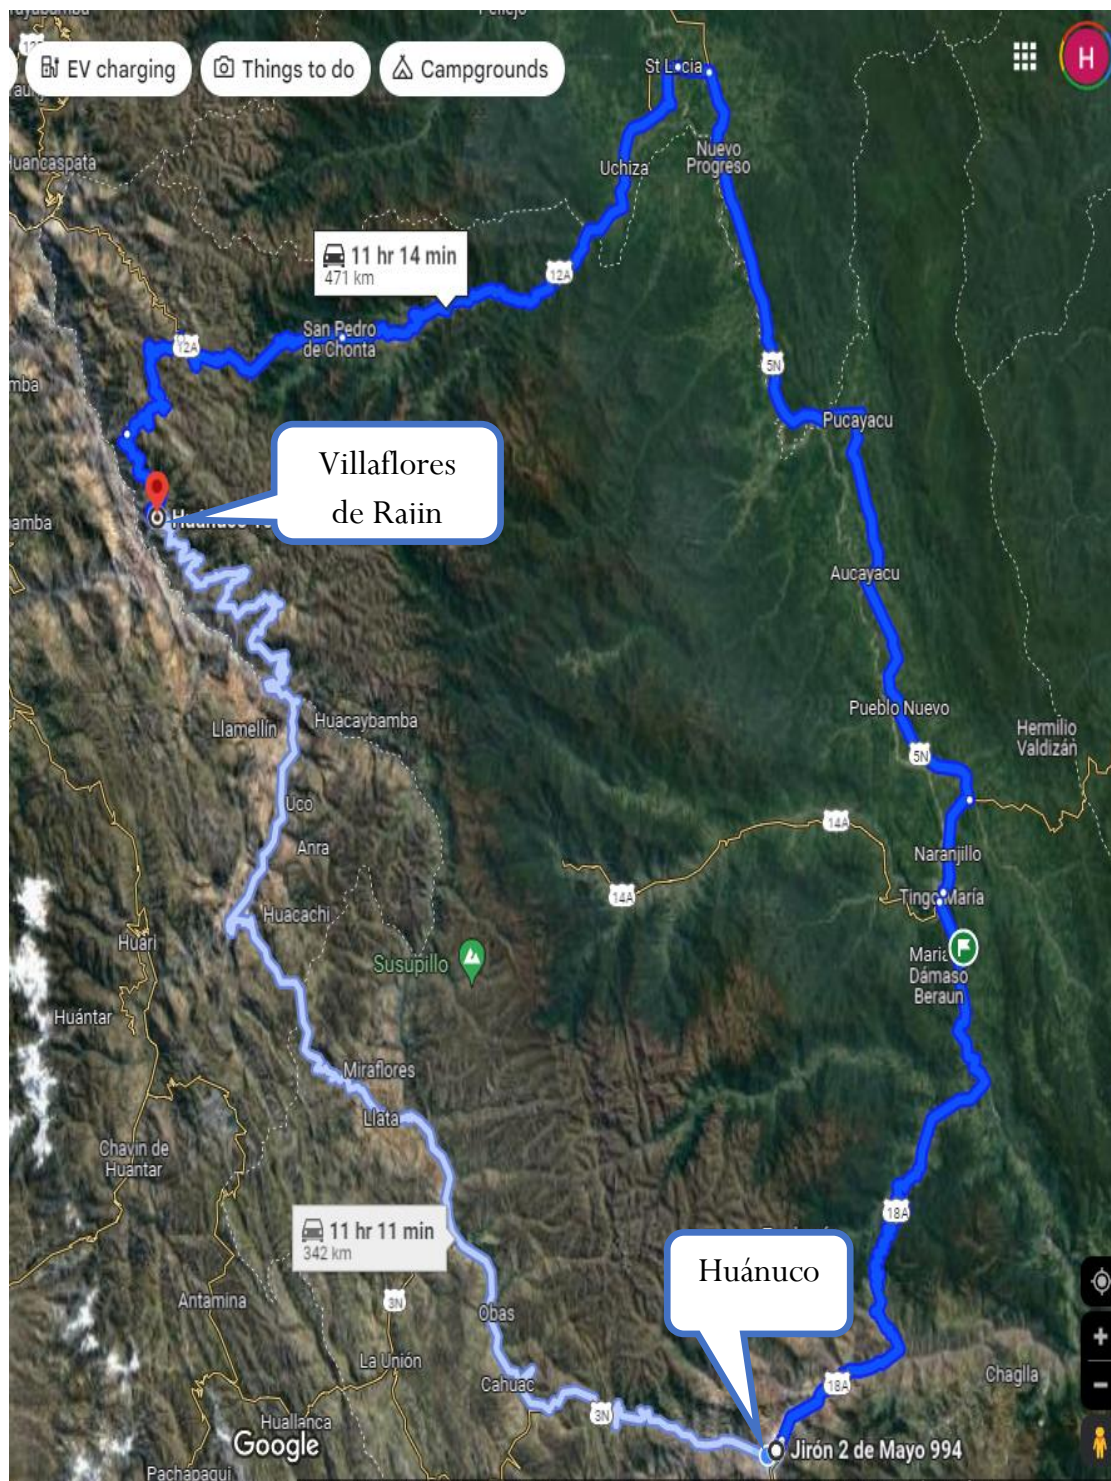 EV charging
Things to do
Campgrounds
H
St Lucia
Huancaspata
Nuevo
Progreso
Uchiza
11 hr 14 min
471 km
12A
San Pedro
de Chonta
12A
5N
Pucayacu
Villaflores
de Rajin
Aucayacu
Pueblo Nuevo
Llamellín
Huacaybamba
Hermilio
Valdizán
5N
Uco
14A
Anra
Naranjillo
14A
Tingo María
Huacachi
Huari
Susupillo
Dámaso
Beraun
Huántar
Miraflores
Llata
Chavin de
Huantar
18A
11 hr 11 min
342 km
Huánuco
Antamina
3N
Obas
La Unión
Cahuac
18A
Chaglla
3N
Huallanca
Google
Jirón 2 de Mayo 994
Pachapaqui